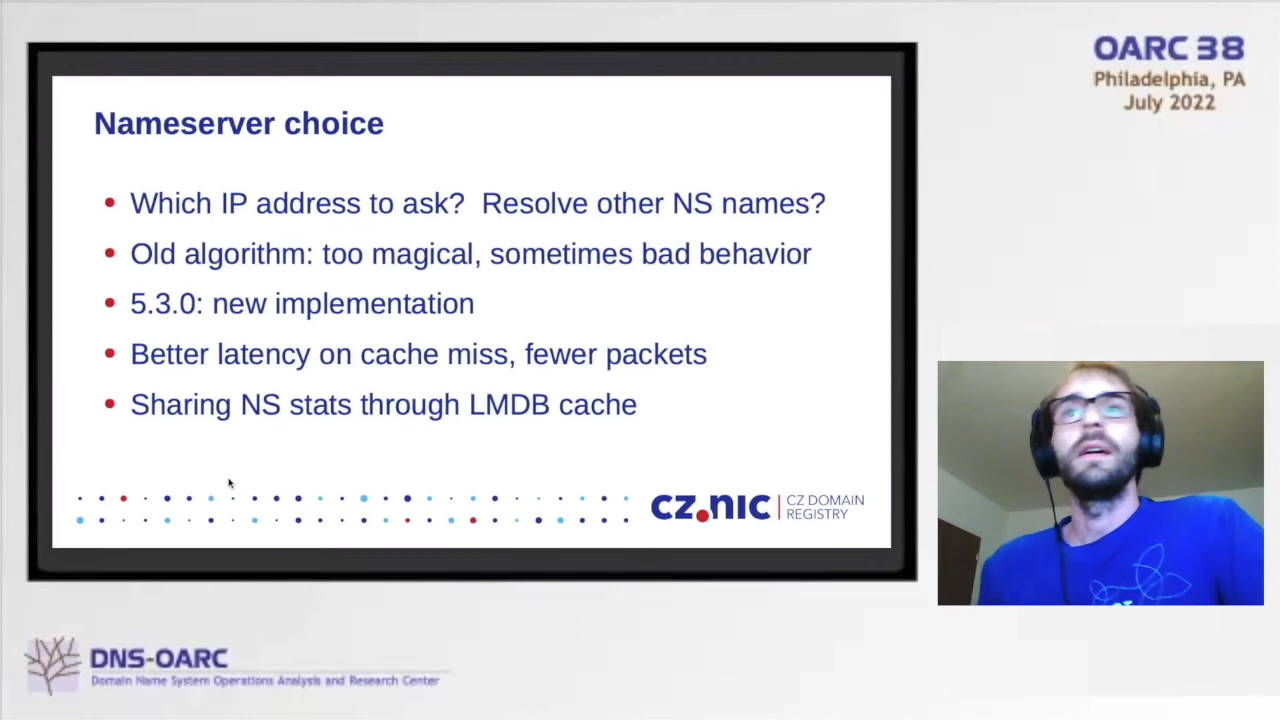 OARC 38
Philadelphia, PA
July 2022
Nameserver choice
Which IP address to ask? Resolve other NS names?
Old algorithm: too magical, sometimes bad behavior
5.3.0: new implementation
Better latency on cache miss, fewer packets
Sharing NS stats through LMDB cache
CZ.NIC
CZ DOMAIN
REGISTRY
DNS-OARC
Domain Name System Operations Analysis and Research Center